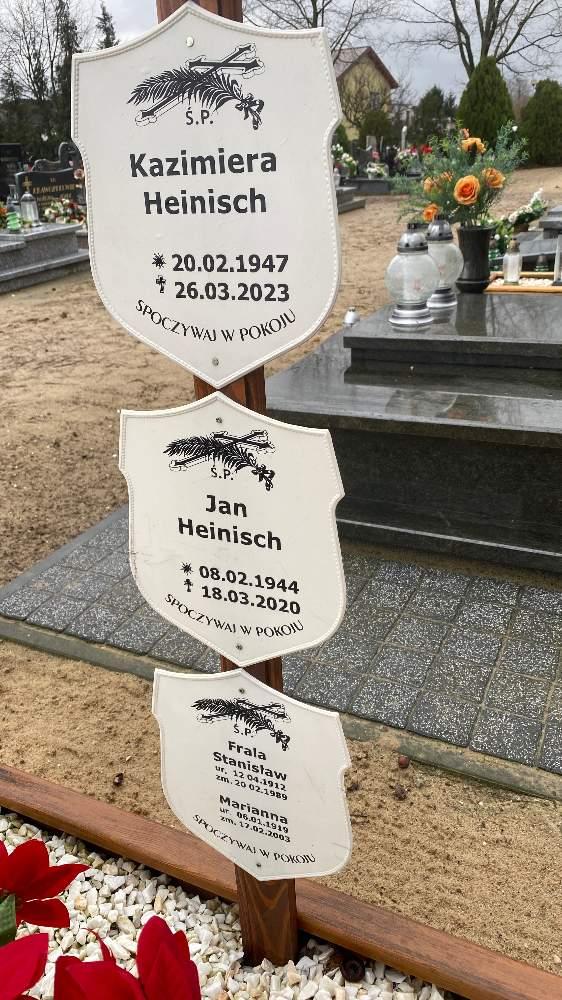 Ś.P.
Kazimiera
Heinisch
20.02.1947
26.03.2023
SPOCZYWAJ W POKOJU
Ś.P.
Jan
Heinisch
08.02.1944
18.03.2020
SPOCZYWAJ W POKOJU
Ś.P.
Frala
Stanisław
ur. 12 04.1912
zm. 20 02.1989
Marianna
ur. 06.01.1919
zm. 17.02.2003
SPOCZYWAJ W POKOJU